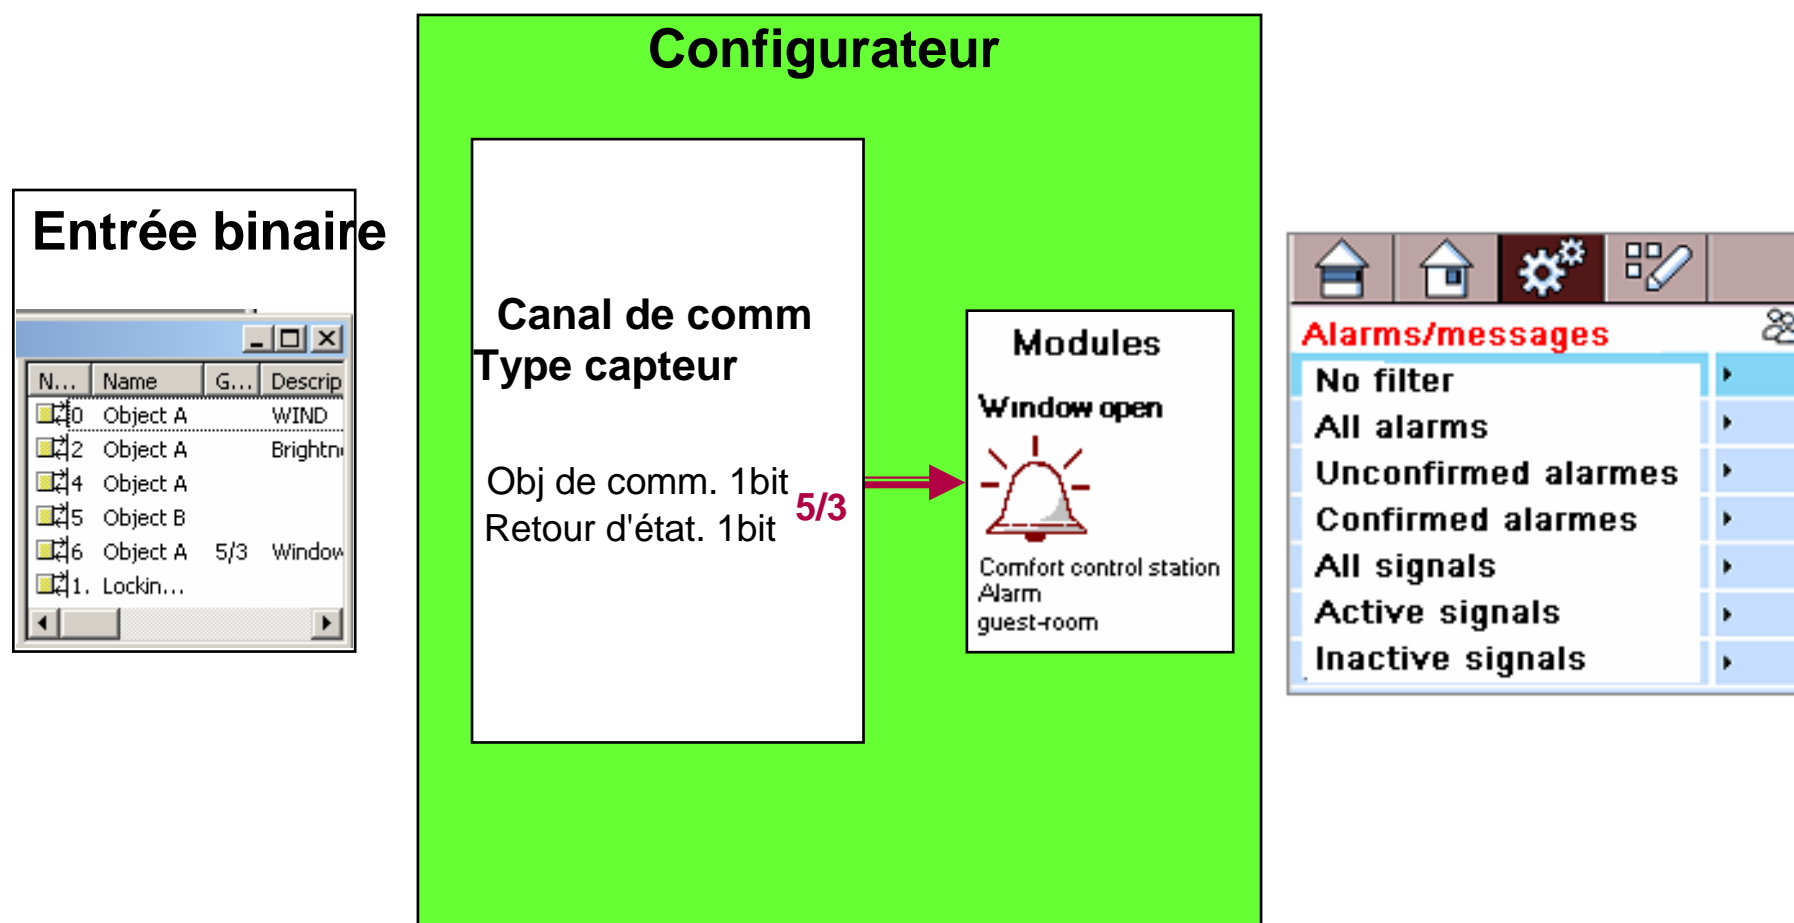 Configurateur
Entrée binaire
N... Name G... Descrip
0 Object A WIND
2 Object A Brightn
4 Object A
5 Object B
6 Object A 5/3 Window
1. Lockin...
Canal de comm
Type capteur
Obj de comm. 1bit
Retour d'état. 1bit
5/3
Modules
Window open
Comfort control station
Alarm
guest-room
Alarms/messages
No filter
All alarms
Unconfirmed alarmes
Confirmed alarmes
All signals
Active signals
Inactive signals